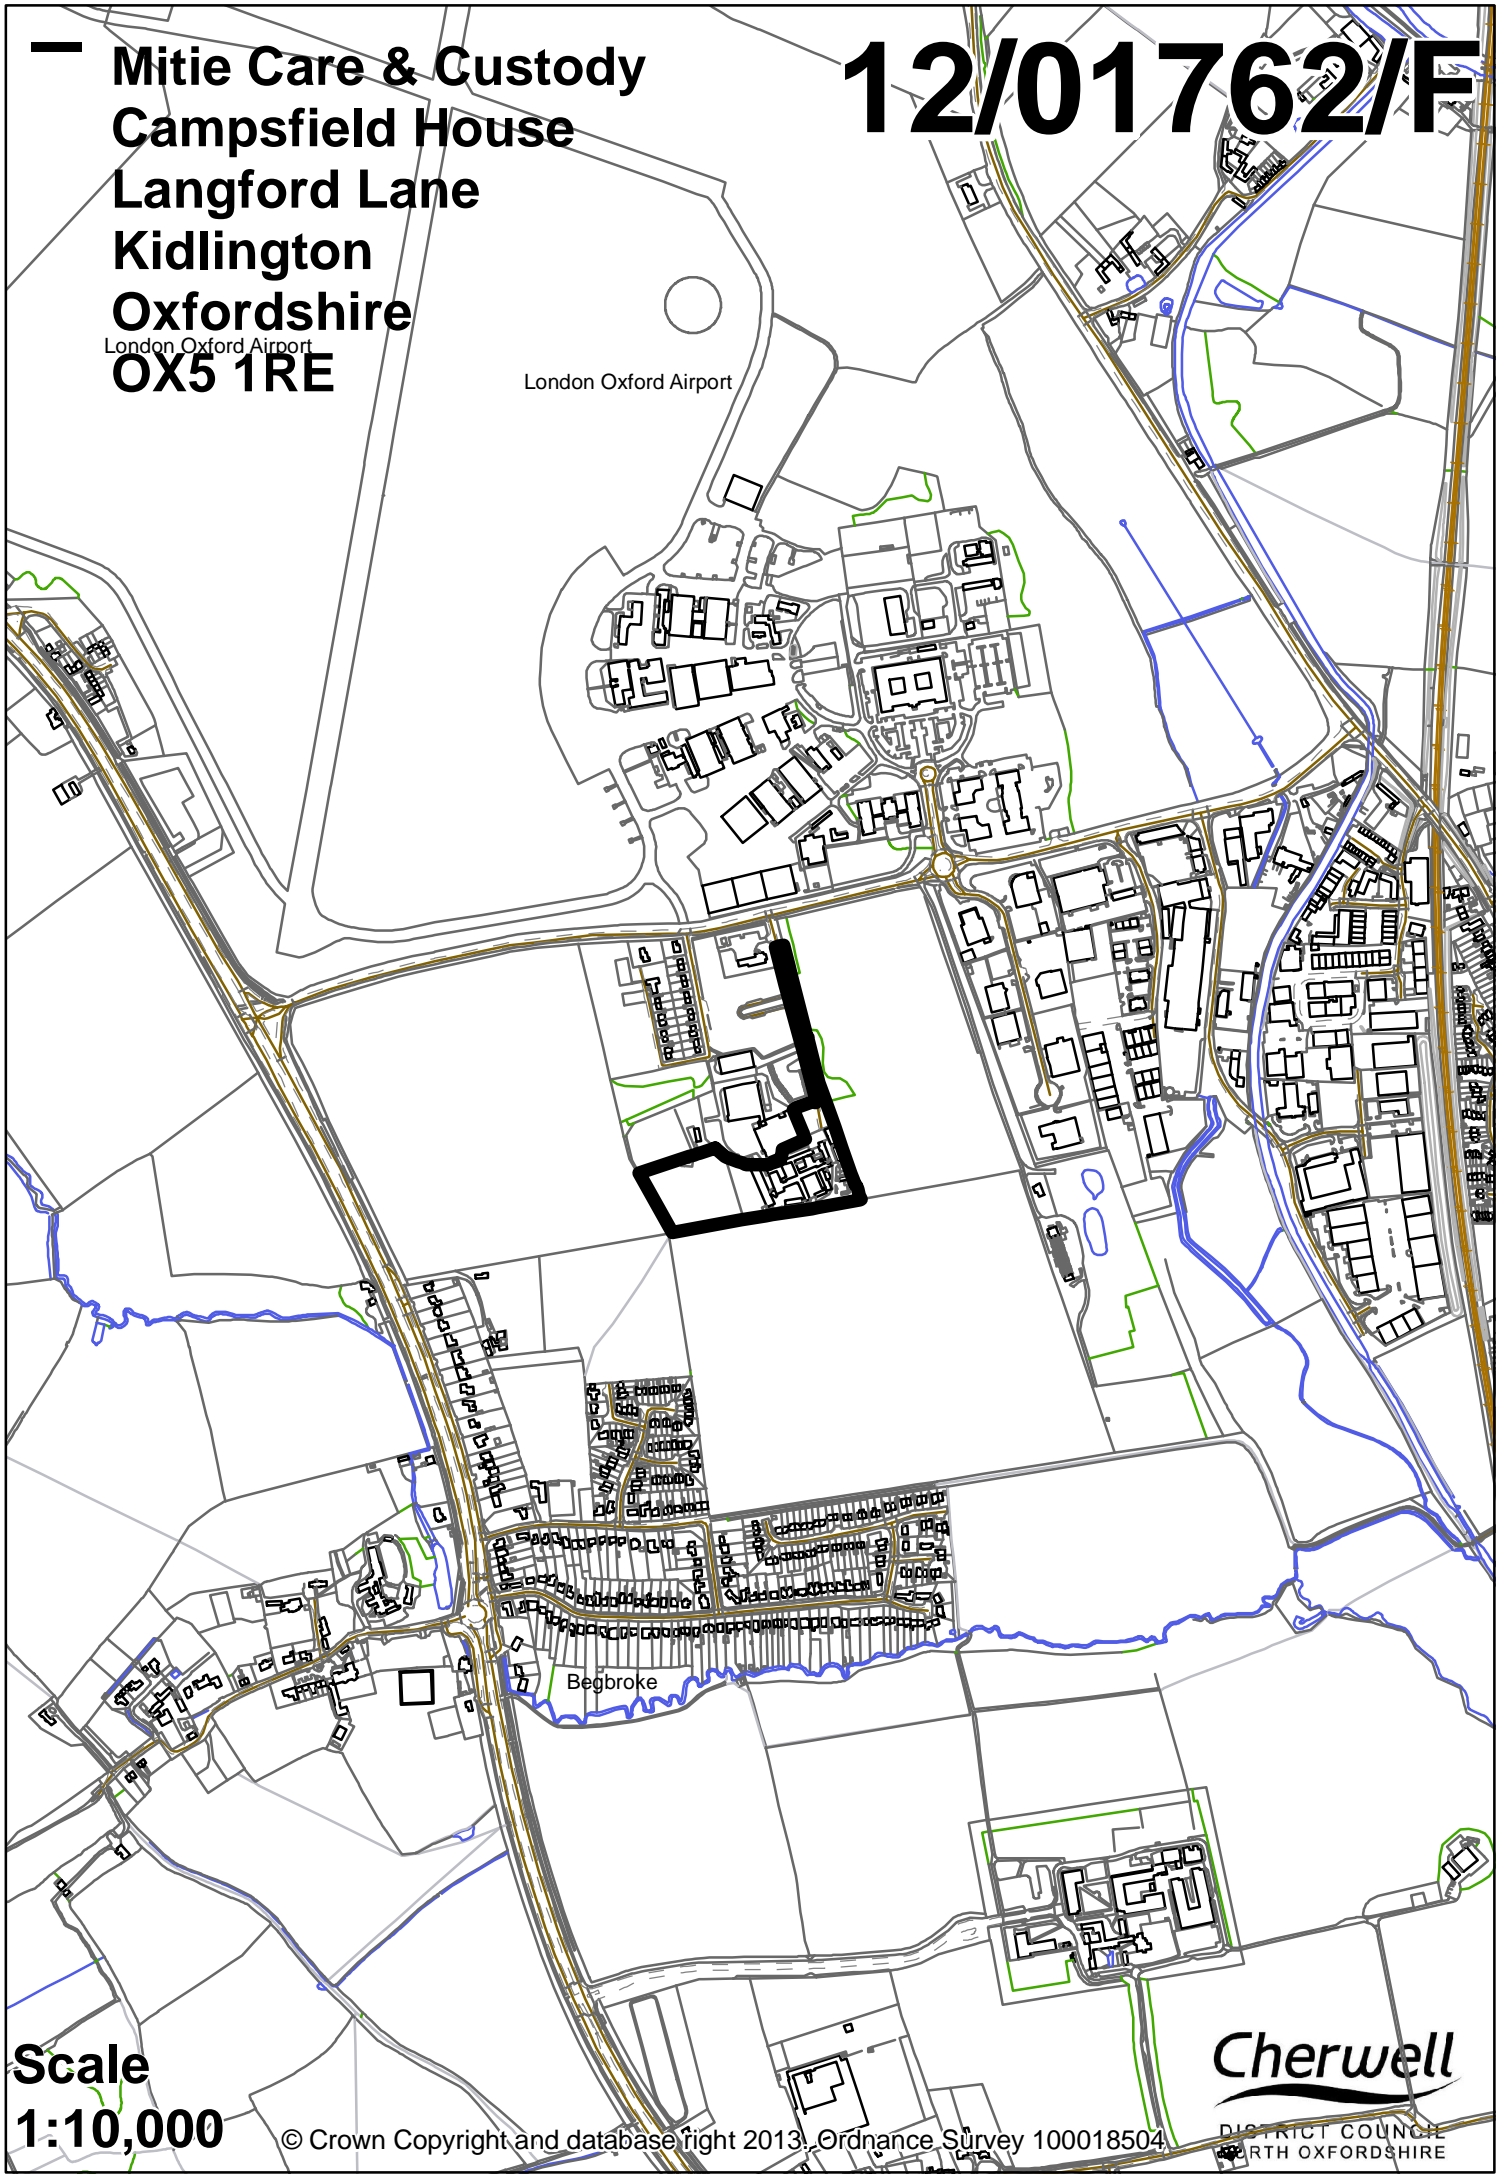 Mitie Care & Custody
Campsfield House
Langford Lane
Kidlington
Oxfordshire
OX5 1RE
12/01762/F
London Oxford Airport
London Oxford Airport
Begbroke
Scale
1:10,000
© Crown Copyright and database right 2013. Ordnance Survey 100018504
Cherwell
DISTRICT COUNCIL
NORTH OXFORDSHIRE